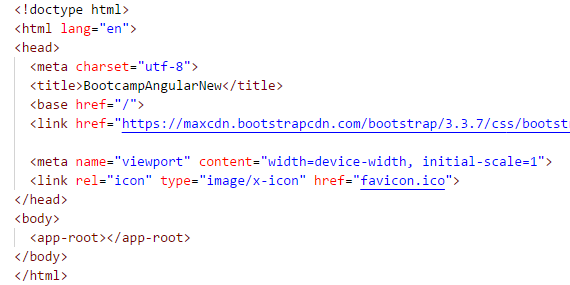 <!doctype html>
<html lang="en">
<head>
<meta charset="utf-8">
<title>BootcampAngularNew</title>
<base href="/">
<link href="https://maxcdn.bootstrapcdn.com/bootstrap/3.3.7/css/bootst
<meta name="viewport" content="width=device-width, initial-scale=1">
<link rel="icon" type="image/x-icon" href="favicon.ico">
</head>
<body>
<app-root></app-root>
</body>
</html>